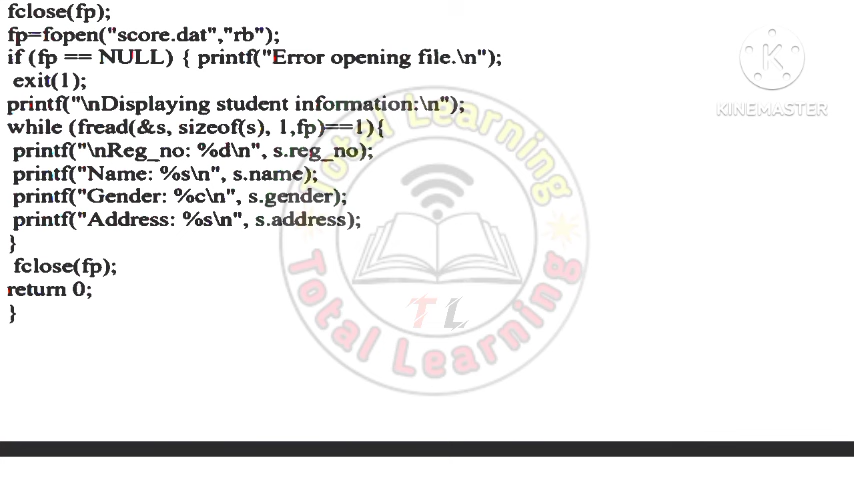 fclose(fp);
fp=fopen("score.dat","rb");
if (fp == NULL) { printf("Error opening file.\n");
exit(1);
printf("\nDisplaying student information:\n");
while (fread(&s, sizeof(s), 1,fp)==1){
printf("\nReg_no: %d\n", s.reg_no);
printf("Name: %s\n", s.name);
printf("Gender: %c\n", s.gender);
printf("Address: %s\n", s.address);
}
fclose(fp);
return 0;
}
KINEMASTER
Total Learning
TL
Total Learning